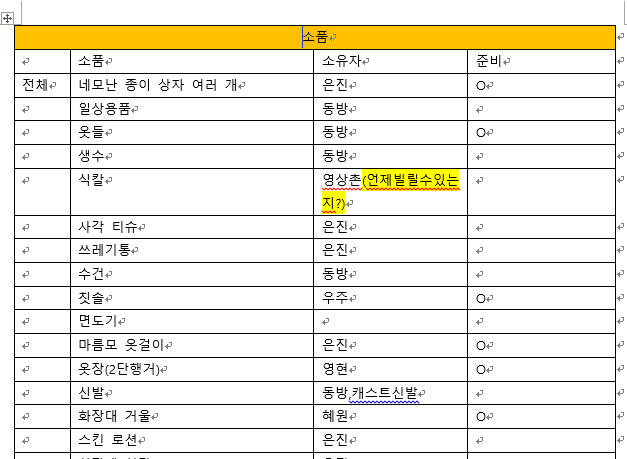 소품
소품 소유자 준비
전체 네모난 종이 상자 여러 개 은진 O
일상용품 동방
옷들 동방 O
생수 동방
식칼 영상촌(언제빌릴수있는
지?)
사각 티슈 은진
쓰레기통 은진
수건 동방
칫솔 우주 O
면도기
마름모 옷걸이 은진 O
옷장(2단행거) 영현 O
신발 동방,캐스트신발
화장대 거울 혜원 O
스킨 로션 은진